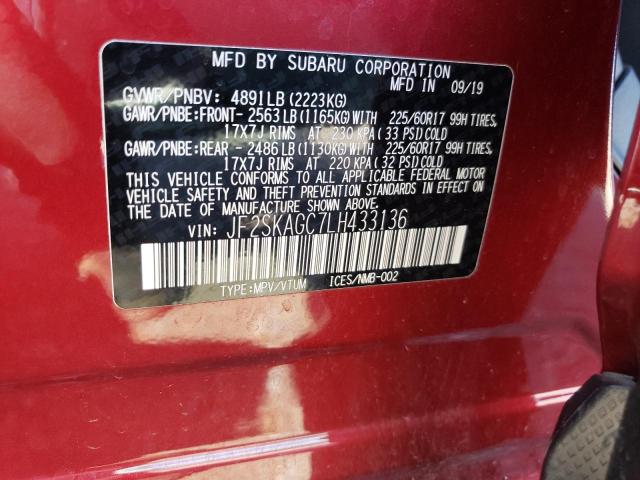 MFD BY SUBARU CORPORATION
MFD IN 09/19
GVWR/PNBV: 4891LB(2223KG)
GAWR/PNBE:FRONT- 2563LB(1165KG)WITH 225/60R17 99H TIRES,
17X7J RIMS AT 230 KPA(33 PSI)COLD
GAWR/PNBE:REAR - 2486LB(1130KG)WITH 225/60R17 99H TIRES,
17X7J RIMS AT 220 KPA(32 PSI)COLD
THIS VEHICLE CONFORMS TO ALL APPLICABLE FEDERAL MOTOR
VEHICLE SAFETY AND THEFT PREVENTION STANDARDS IN EFFECT ON
THE DATE OF MANUFACTURE SHOWN ABOVE.
VIN: JF2SKAGC7LH433136
TYPE:MPV/VTUM ICES/NMB-002